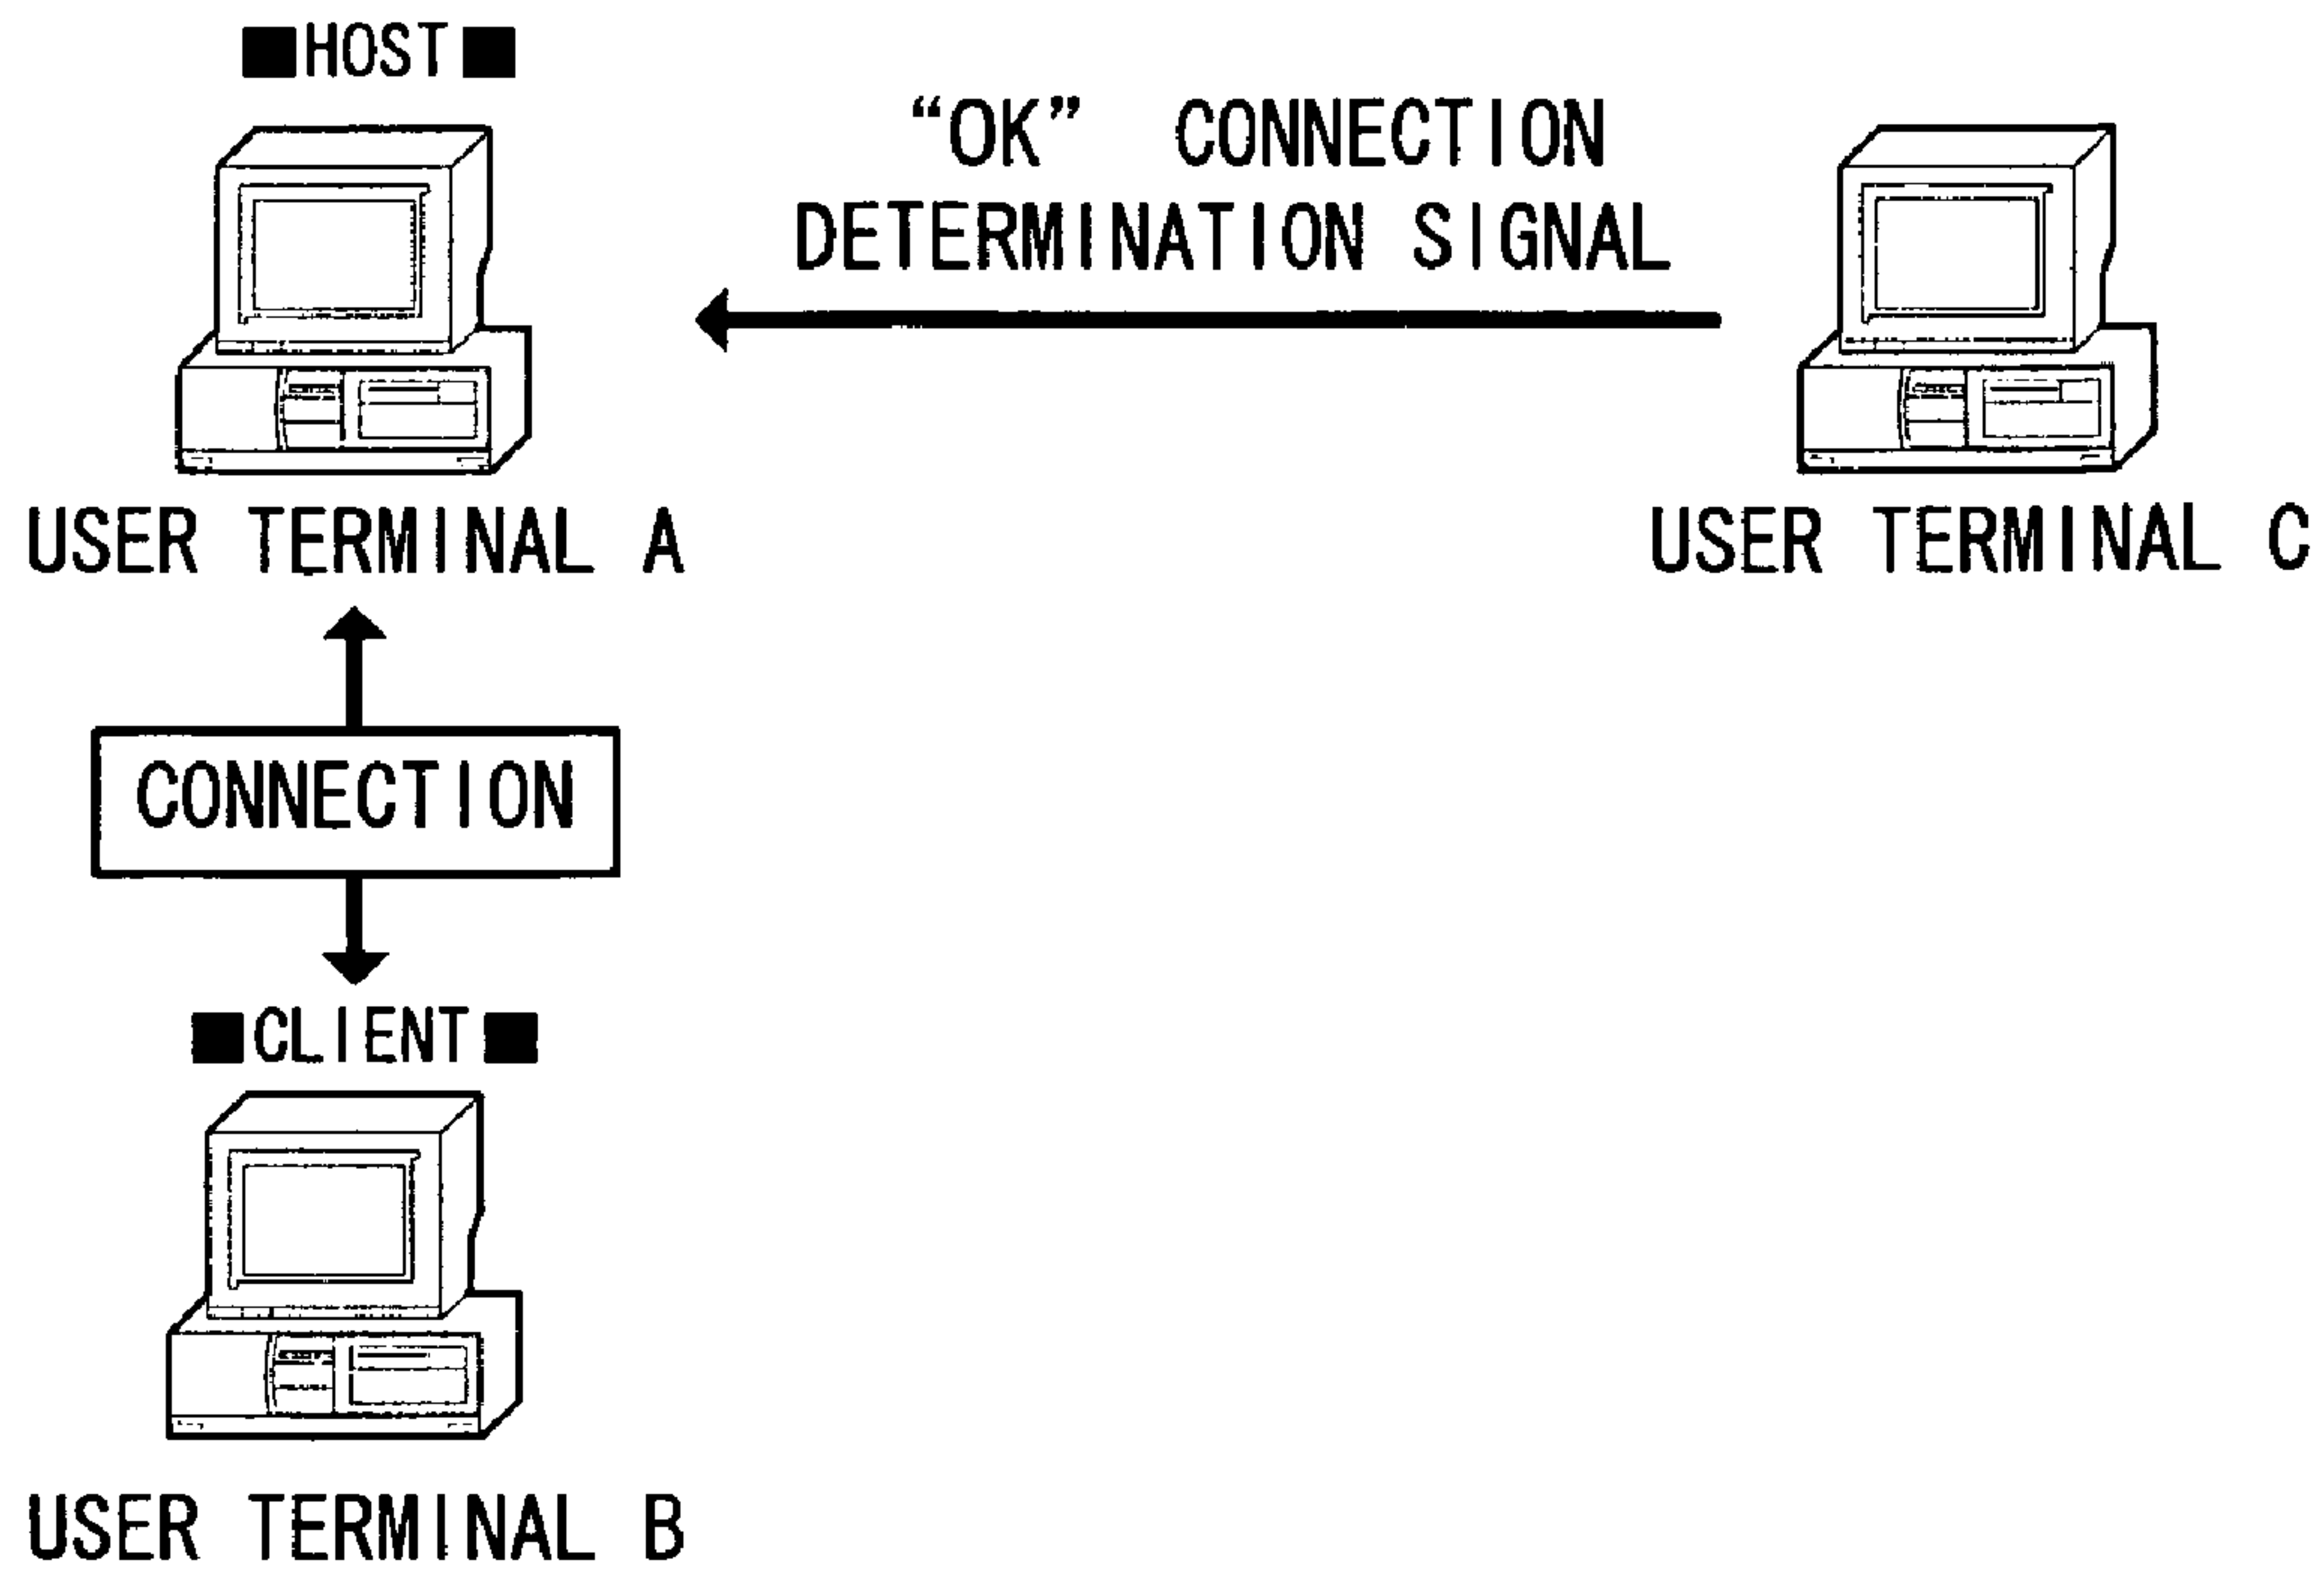 ■HOST■
“OK” CONNECTION
DETERMINATION SIGNAL
USER TERMINAL A
USER TERMINAL C
CONNECTION
■CLIENT■
USER TERMINAL B